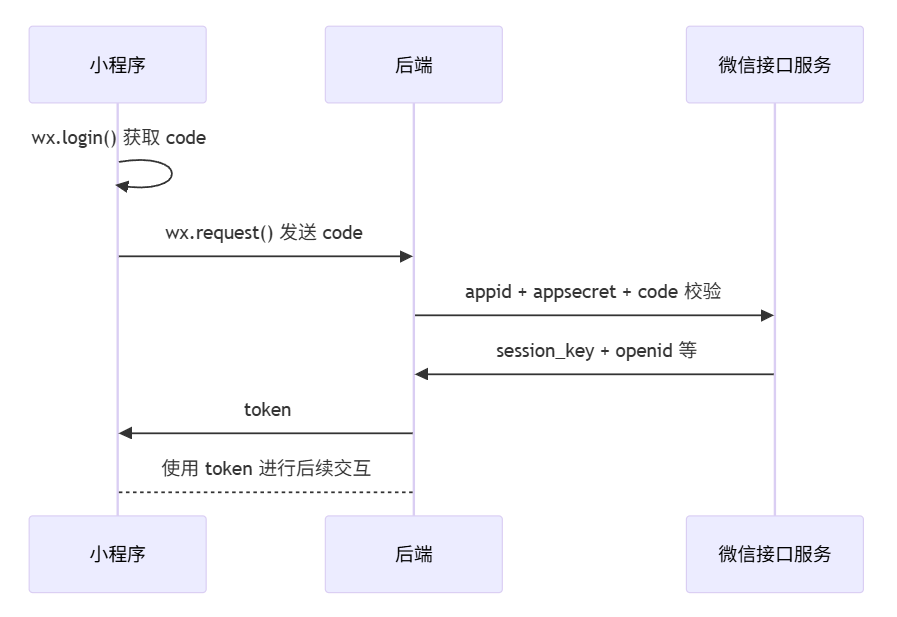 小程序
后端
微信接口服务
wx.login() 获取 code
wx.request() 发送 code
appid + appsecret + code 校验
session_key + openid 等
token
使用 token 进行后续交互
小程序
后端
微信接口服务